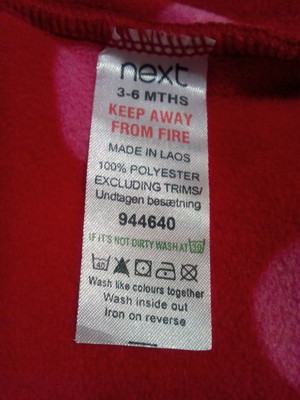 next
3-6 MTHS
KEEP AWAY
FROM FIRE
MADE IN LAOS
100% POLYESTER
EXCLUDING TRIMS/
Undtagen besætning
944640
IF IT'S NOT DIRTY WASH AT 30
40
Wash like colours together
Wash inside out
Iron on reverse